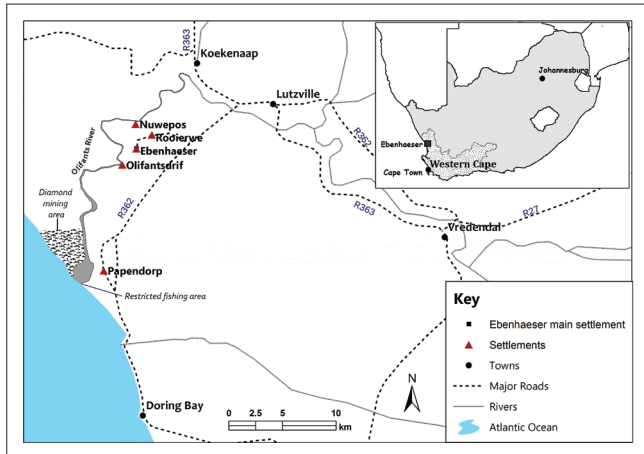 R363
Koekenaap
Lutzville
Nuwepos
Rooierwe
Ebenhaeser
Olifantsdrif
Olifants River
Diamond
mining
area
R362
R362
R363
R27
Vredendal
Papendorp
Restricted fishing area
Doring Bay
N
0 2.5 5 10
km
Johannesburg
Ebenhaeser
Western Cape
Cape Town
Key
Ebenhaeser main settlement
Settlements
Towns
Major Roads
Rivers
Atlantic Ocean